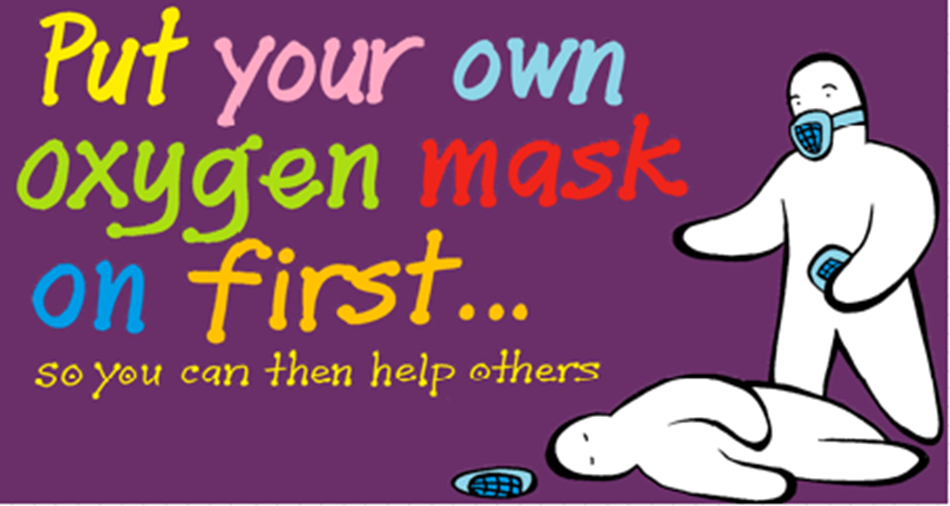 Put your own
oxygen mask
on first...
so you can then help others